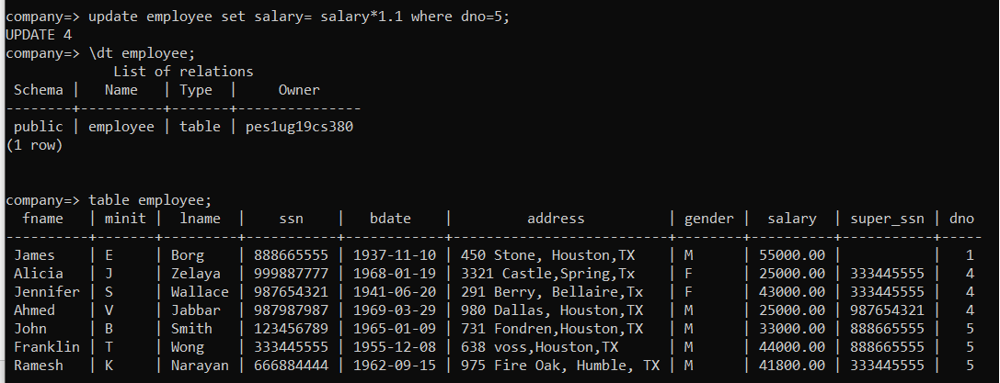 company=> update employee set salary= salary*1.1 where dno=5;
UPDATE 4
company=> \dt employee;
List of relations
Schema | Name | Type | Owner
--------+----------+-------+---------------
public | employee | table | pes1ug19cs380
(1 row)
company=> table employee;
fname | minit | lname | ssn | bdate | address | gender | salary | super_ssn | dno
----------+-------+---------+-----------+------------+-------------------------+--------+----------+-----------+-----
James | E | Borg | 888665555 | 1937-11-10 | 450 Stone, Houston,TX | M | 55000.00 | | 1
Alicia | J | Zelaya | 999887777 | 1968-01-19 | 3321 Castle,Spring,Tx | F | 25000.00 | 333445555 | 4
Jennifer | S | Wallace | 987654321 | 1941-06-20 | 291 Berry, Bellaire,Tx | F | 43000.00 | 333445555 | 4
Ahmed | V | Jabbar | 987987987 | 1969-03-29 | 980 Dallas, Houston,TX | M | 25000.00 | 987654321 | 4
John | B | Smith | 123456789 | 1965-01-09 | 731 Fondren,Houston,TX | M | 33000.00 | 888665555 | 5
Franklin | T | Wong | 333445555 | 1955-12-08 | 638 voss,Houston,TX | M | 44000.00 | 888665555 | 5
Ramesh | K | Narayan | 666884444 | 1962-09-15 | 975 Fire Oak, Humble, TX | M | 41800.00 | 333445555 | 5